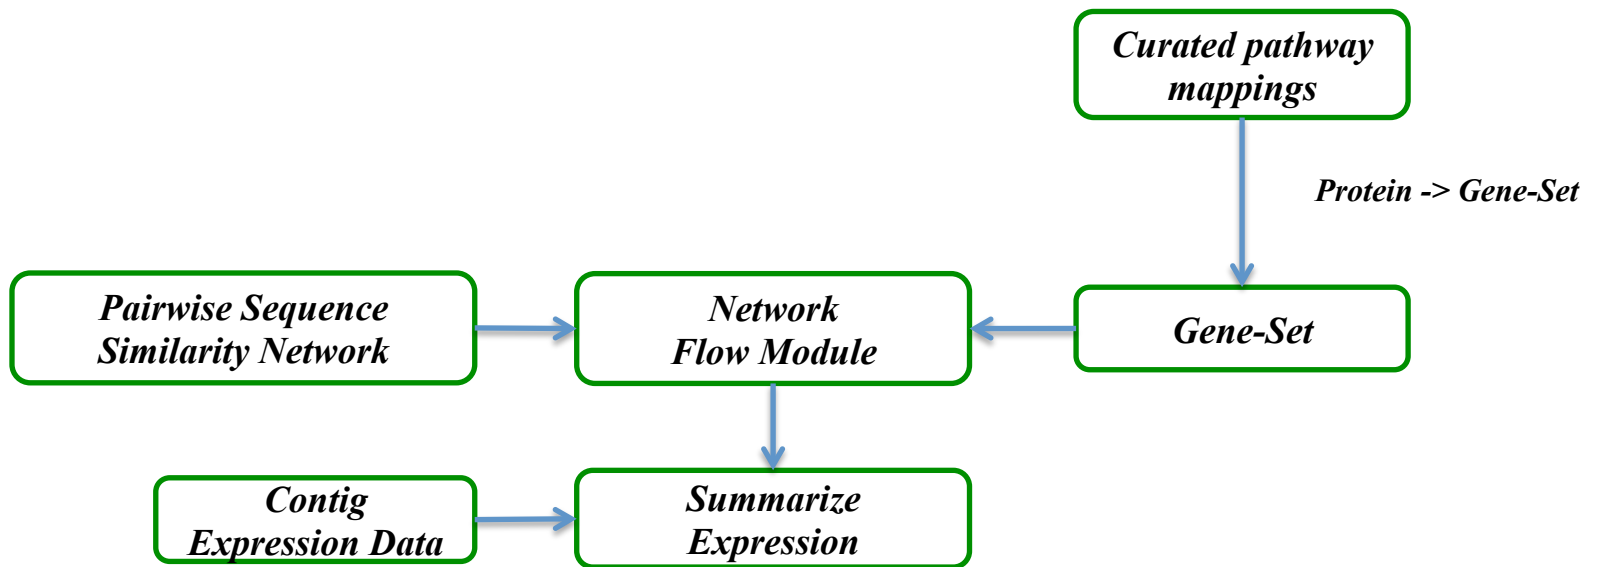 Curated pathway
mappings
Protein -> Gene-Set
Pairwise Sequence
Similarity Network
Network
Flow Module
Gene-Set
Contig
Expression Data
Summarize
Expression